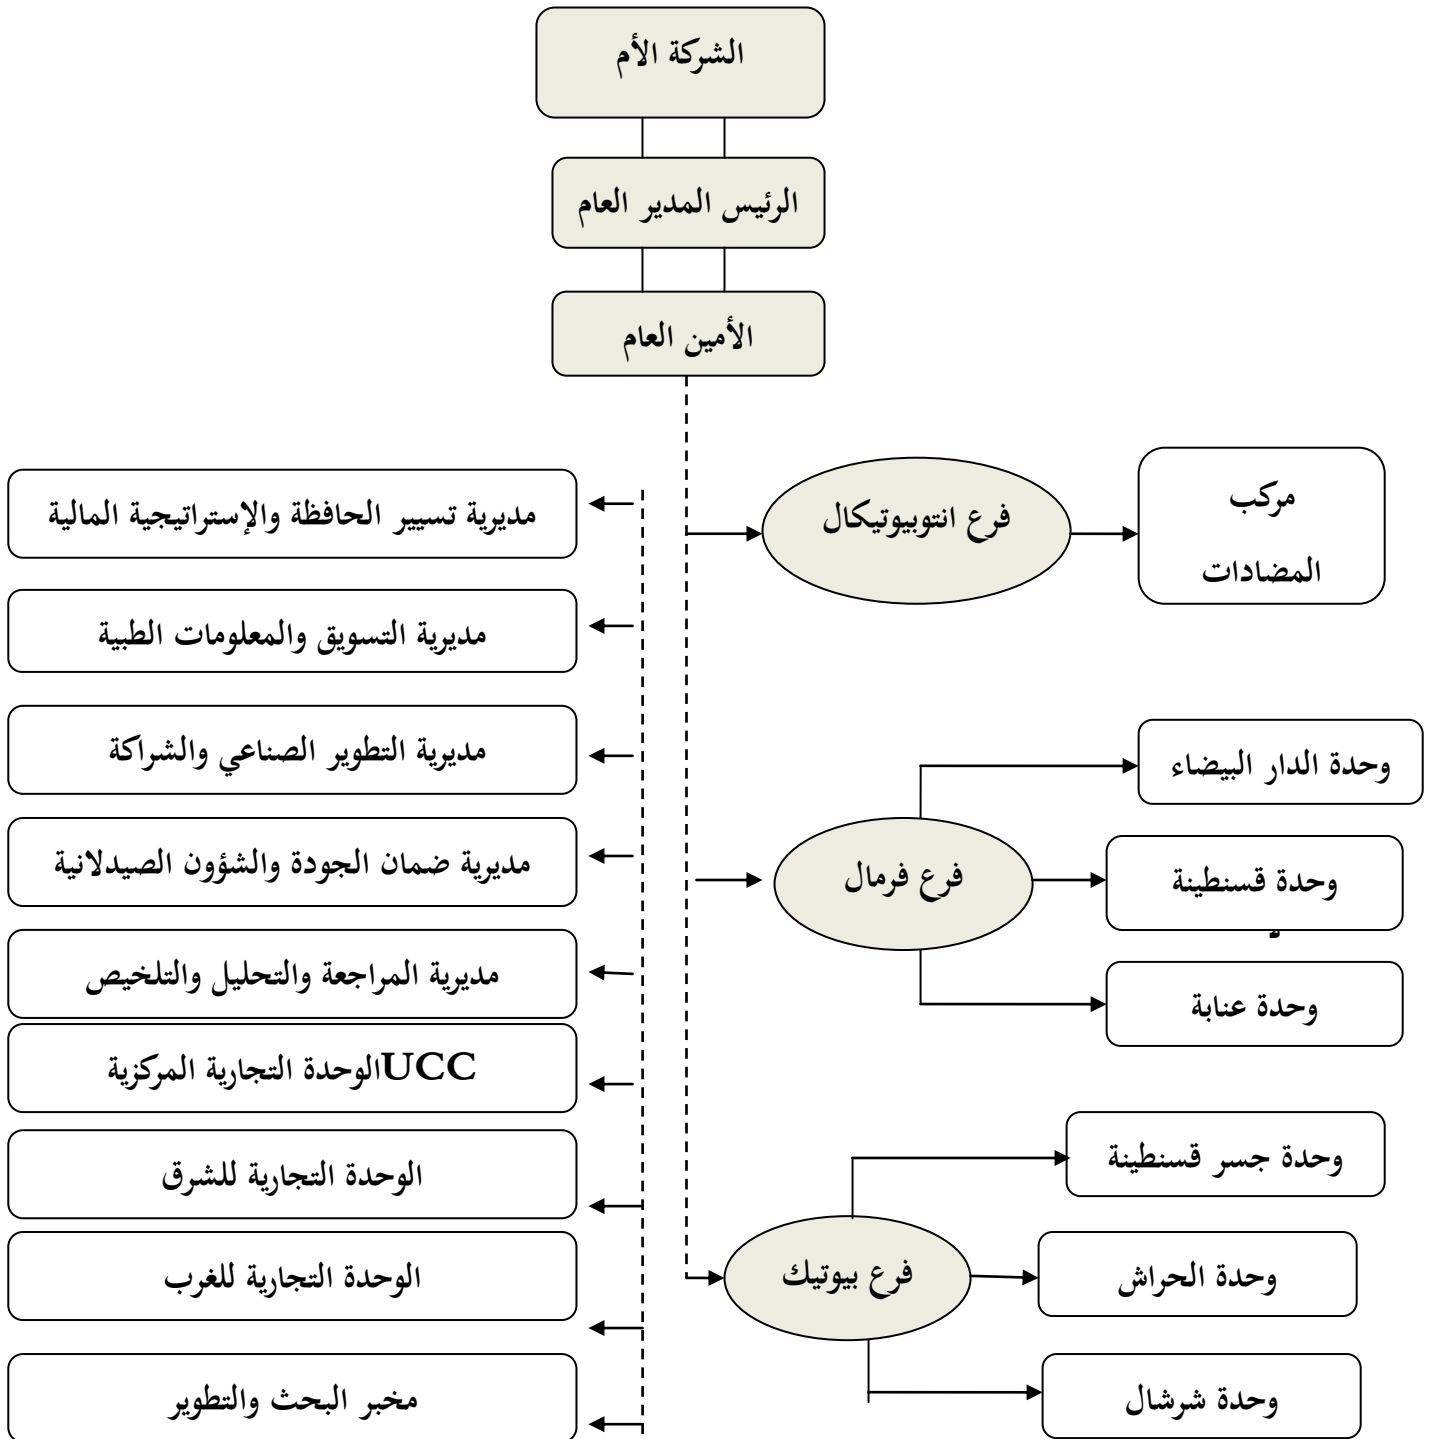 الشركة الأم
الرئيس المدير العام
الأمين العام
فرع انتوبيوتيكال
مركب
المضادات
فرع فرمال
وحدة الدار البيضاء
وحدة قسنطينة
وحدة عنابة
فرع بيوتيك
وحدة جسر قسنطينة
وحدة الحراش
وحدة شرشال
مديرية تسيير الحافظة والإستراتيجية المالية
مديرية التسويق والمعلومات الطبية
مديرية التطوير الصناعي والشراكة
مديرية ضمان الجودة والشؤون الصيدلانية
مديرية المراجعة والتحليل والتلخيص
UCCالوحدة التجارية المركزية
الوحدة التجارية للشرق
الوحدة التجارية للغرب
مخبر البحث والتطوير